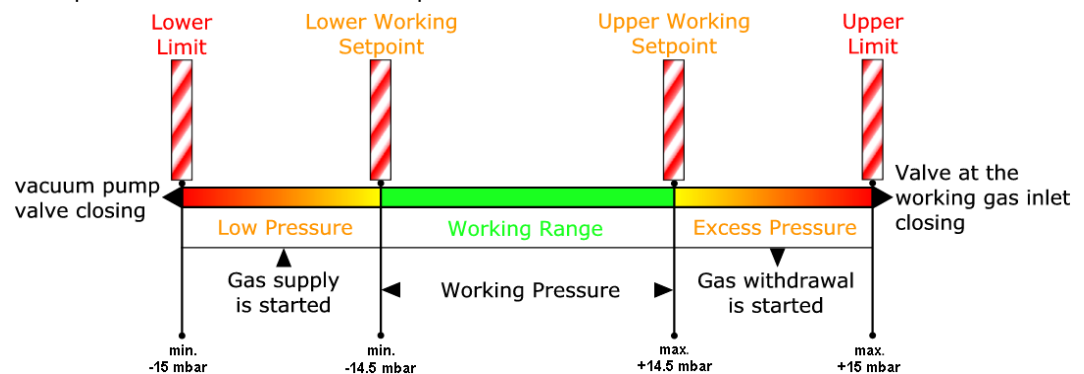 Lower
Limit
Lower Working
Setpoint
Upper Working
Setpoint
Upper
Limit
vacuum pump
valve closing
Valve at the
working gas inlet
closing
Low Pressure
Working Range
Excess Pressure
Gas supply
is started
Working Pressure
Gas withdrawal
is started
min.
-15 mbar
min.
-14.5 mbar
max.
+14.5 mbar
max.
+15 mbar